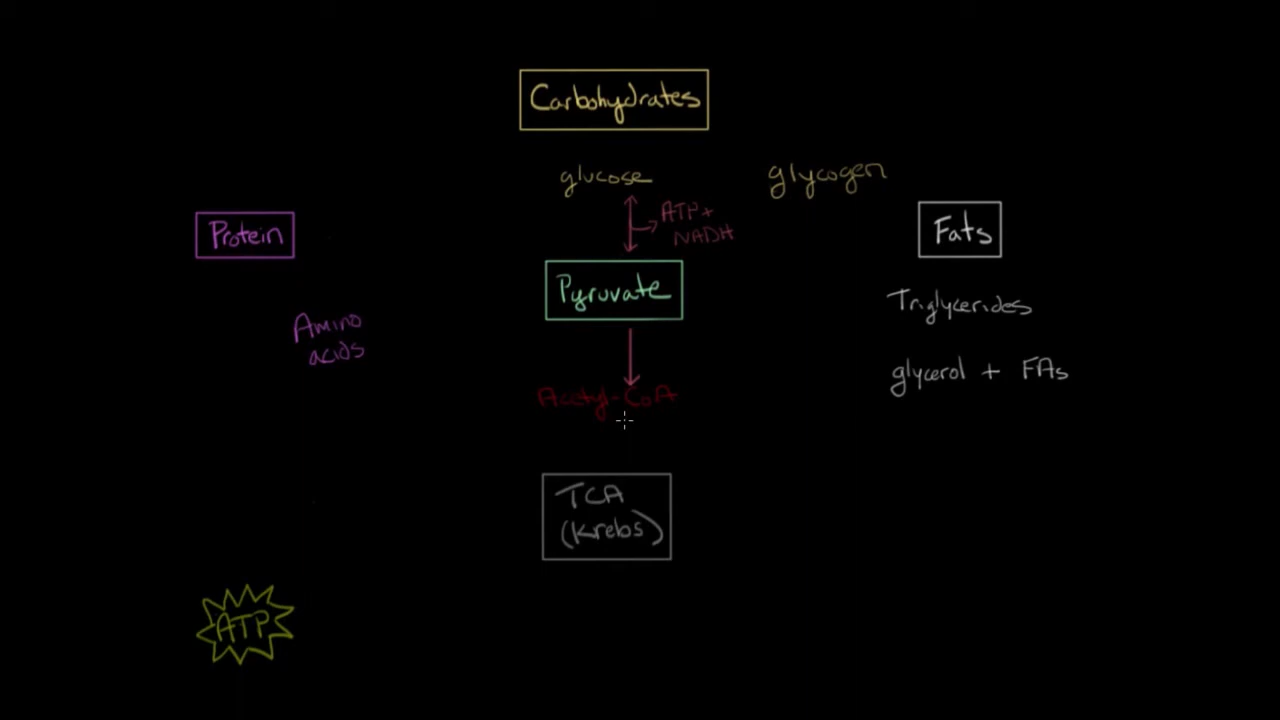 Carbohydrates
glucose
glycogen
ATP+
NADH
Protein
Fats
Pyruvate
Triglycerides
Amino
acids
glycerol + FAs
Acetyl-CoA
TCA
(Krebs)
ATP